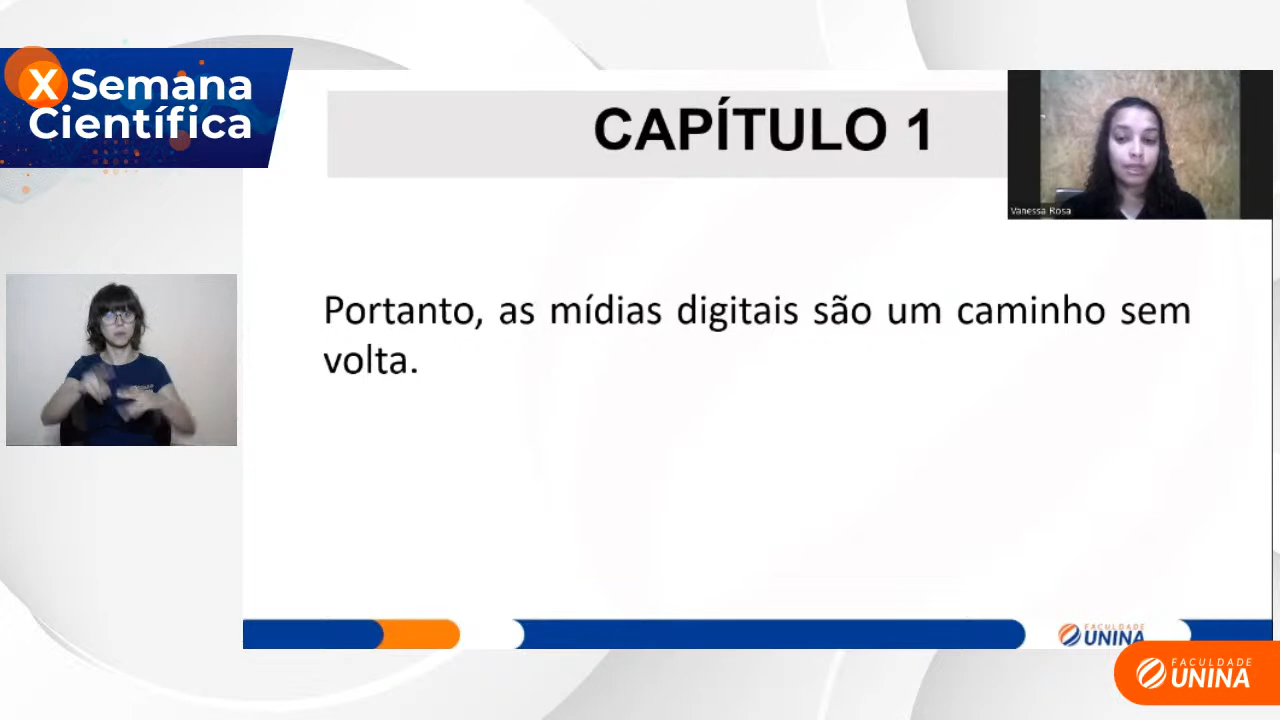 X Semana
Científica
CAPÍTULO 1
Vanessa Rosa
Portanto, as mídias digitais são um caminho sem
volta.
FACULDADE
UNINA
FACULDADE
UNINA